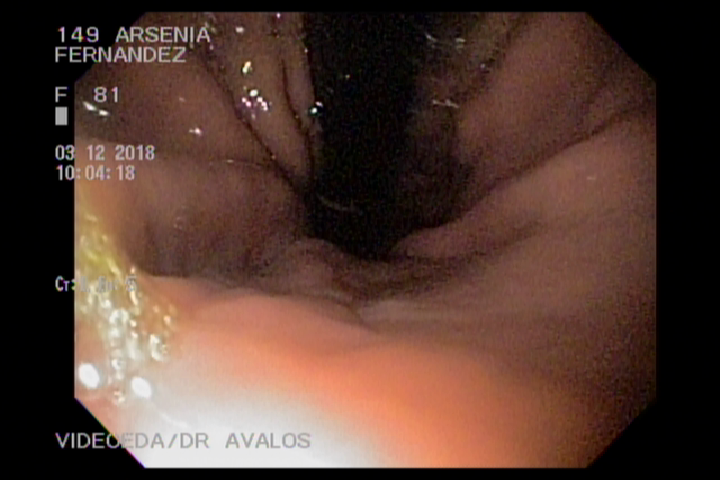 149 ARSENIA
FERNANDEZ
F 81
03 12 2018
10:04:18
VIDEOEDA/DR AVALOS